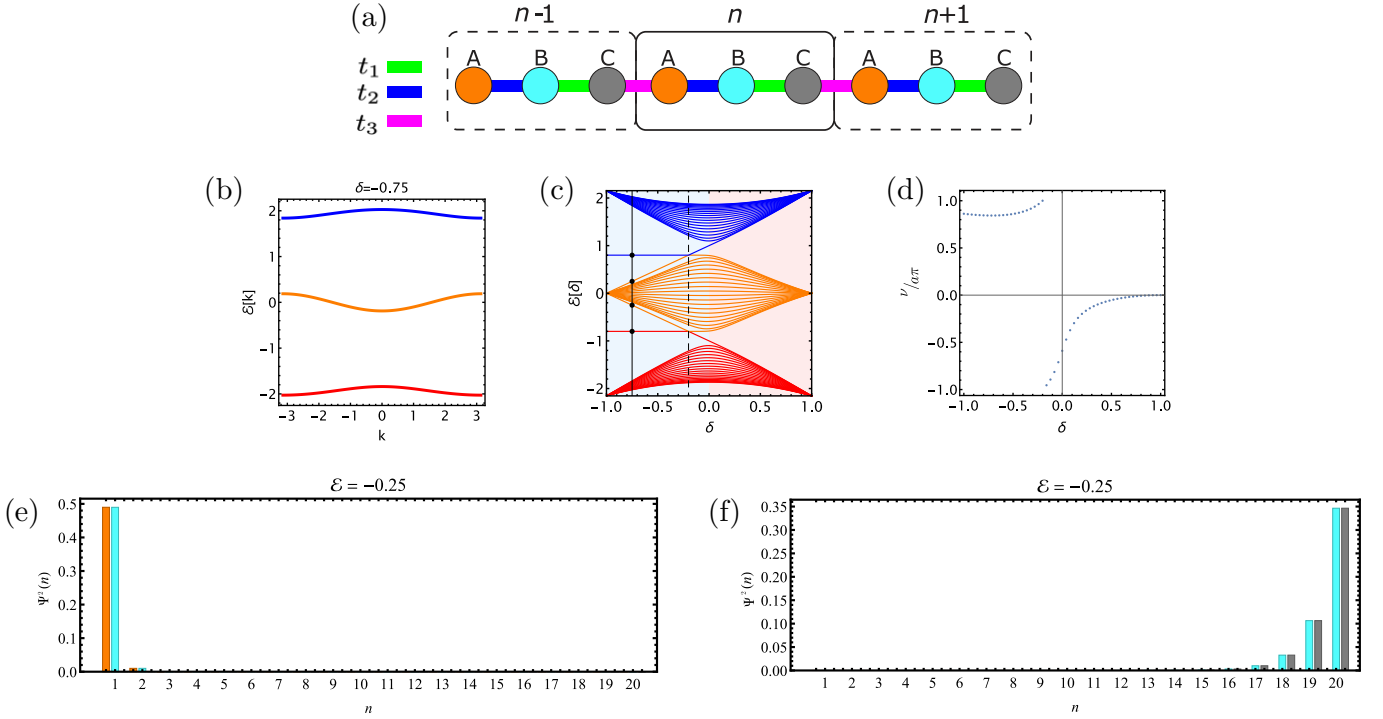 (a)
n-1 n n+1
A B C A B C A B C
t₁
t₂
t₃
(b)
δ=-0.75
ℰ[k]
2
1
0
−1
−2
−3 −2 −1 0 1 2 3
k
(c)
ℰ[δ]
2
1
0
−1
−2
−1.0 −0.5 0.0 0.5 1.0
δ
(d)
ν/aπ
1.0
0.5
0.0
−0.5
−1.0
−1.0 −0.5 0.0 0.5 1.0
δ
(e)
ℰ = −0.25
Ψ²(n)
0.5
0.4
0.3
0.2
0.1
0.0
1 2 3 4 5 6 7 8 9 10 11 12 13 14 15 16 17 18 19 20
n
(f)
ℰ = −0.25
Ψ²(n)
0.35
0.30
0.25
0.20
0.15
0.10
0.05
0.00
1 2 3 4 5 6 7 8 9 10 11 12 13 14 15 16 17 18 19 20
n